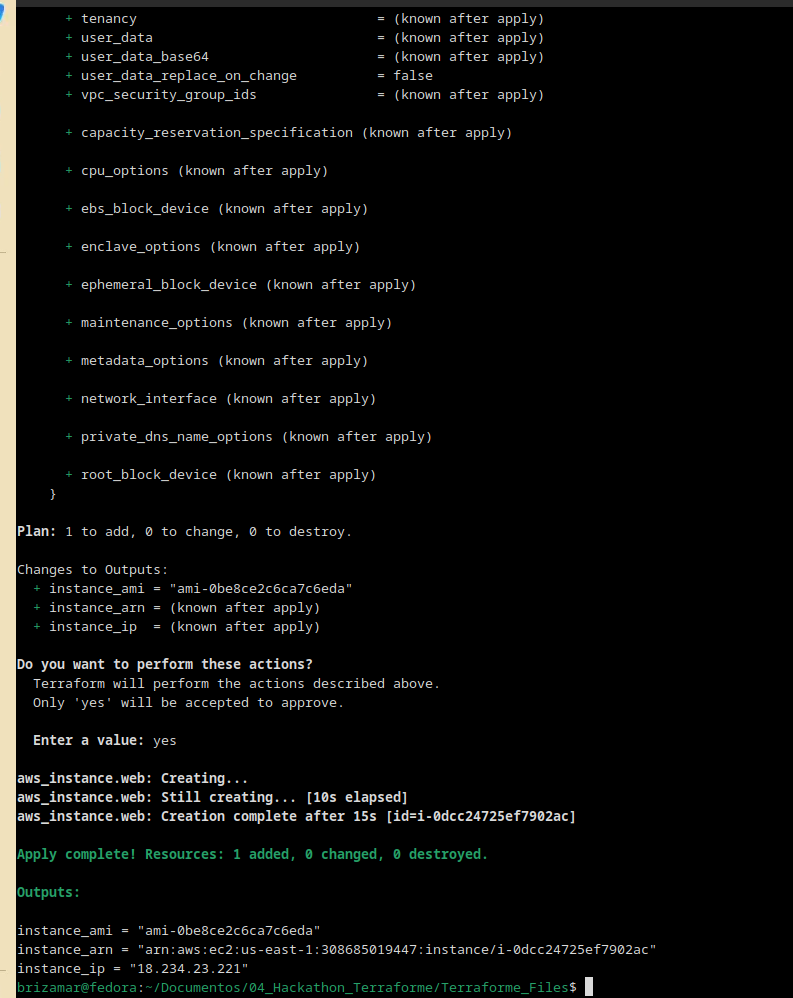 + tenancy = (known after apply)
+ user_data = (known after apply)
+ user_data_base64 = (known after apply)
+ user_data_replace_on_change = false
+ vpc_security_group_ids = (known after apply)
+ capacity_reservation_specification (known after apply)
+ cpu_options (known after apply)
+ ebs_block_device (known after apply)
+ enclave_options (known after apply)
+ ephemeral_block_device (known after apply)
+ maintenance_options (known after apply)
+ metadata_options (known after apply)
+ network_interface (known after apply)
+ private_dns_name_options (known after apply)
+ root_block_device (known after apply)
}
Plan: 1 to add, 0 to change, 0 to destroy.
Changes to Outputs:
+ instance_ami = "ami-0be8ce2c6ca7c6eda"
+ instance_arn = (known after apply)
+ instance_ip = (known after apply)
Do you want to perform these actions?
Terraform will perform the actions described above.
Only 'yes' will be accepted to approve.
Enter a value: yes
aws_instance.web: Creating...
aws_instance.web: Still creating... [10s elapsed]
aws_instance.web: Creation complete after 15s [id=i-0dcc24725ef7902ac]
Apply complete! Resources: 1 added, 0 changed, 0 destroyed.
Outputs:
instance_ami = "ami-0be8ce2c6ca7c6eda"
instance_arn = "arn:aws:ec2:us-east-1:308685019447:instance/i-0dcc24725ef7902ac"
instance_ip = "18.234.23.221"
brizamar@fedora:~/Documentos/04_Hackathon_Terraforme/Terraforme_Files$